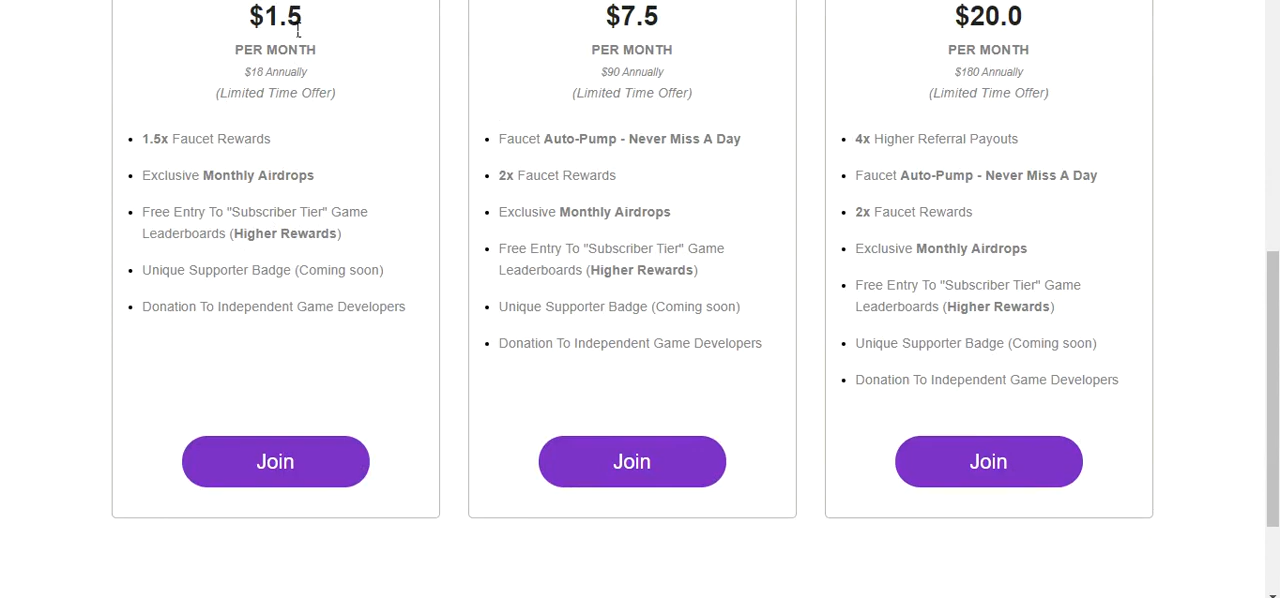 $1.5
PER MONTH
$18 Annually
(Limited Time Offer)
1.5x Faucet Rewards
Exclusive Monthly Airdrops
Free Entry To "Subscriber Tier" Game
Leaderboards (Higher Rewards)
Unique Supporter Badge (Coming soon)
Donation To Independent Game Developers
Join
$7.5
PER MONTH
$90 Annually
(Limited Time Offer)
Faucet Auto-Pump - Never Miss A Day
2x Faucet Rewards
Exclusive Monthly Airdrops
Free Entry To "Subscriber Tier" Game
Leaderboards (Higher Rewards)
Unique Supporter Badge (Coming soon)
Donation To Independent Game Developers
Join
$20.0
PER MONTH
$180 Annually
(Limited Time Offer)
4x Higher Referral Payouts
Faucet Auto-Pump - Never Miss A Day
2x Faucet Rewards
Exclusive Monthly Airdrops
Free Entry To "Subscriber Tier" Game
Leaderboards (Higher Rewards)
Unique Supporter Badge (Coming soon)
Donation To Independent Game Developers
Join